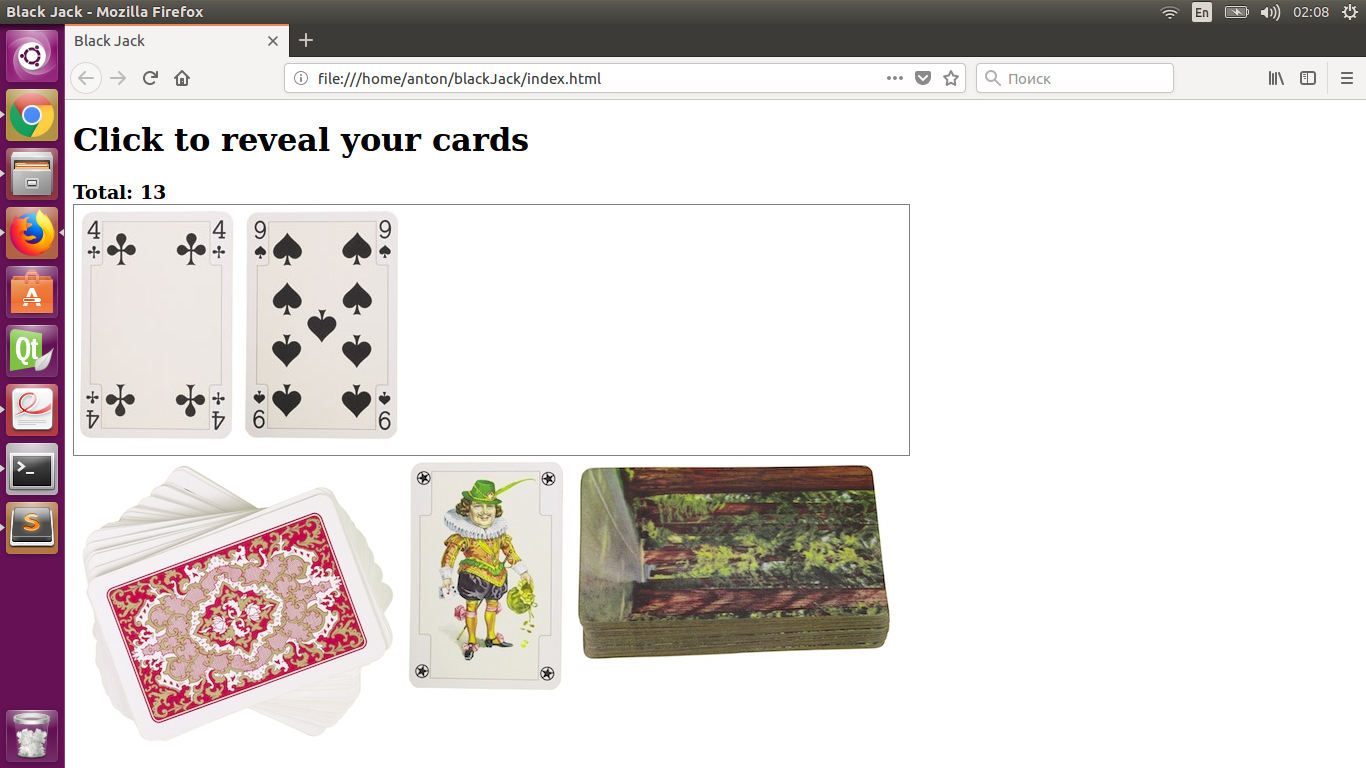 Black Jack - Mozilla Firefox
En
02:08
Black Jack
file:///home/anton/blackJack/index.html
Поиск
Click to reveal your cards
Total: 13
4 4 9 9
4 4 9 9